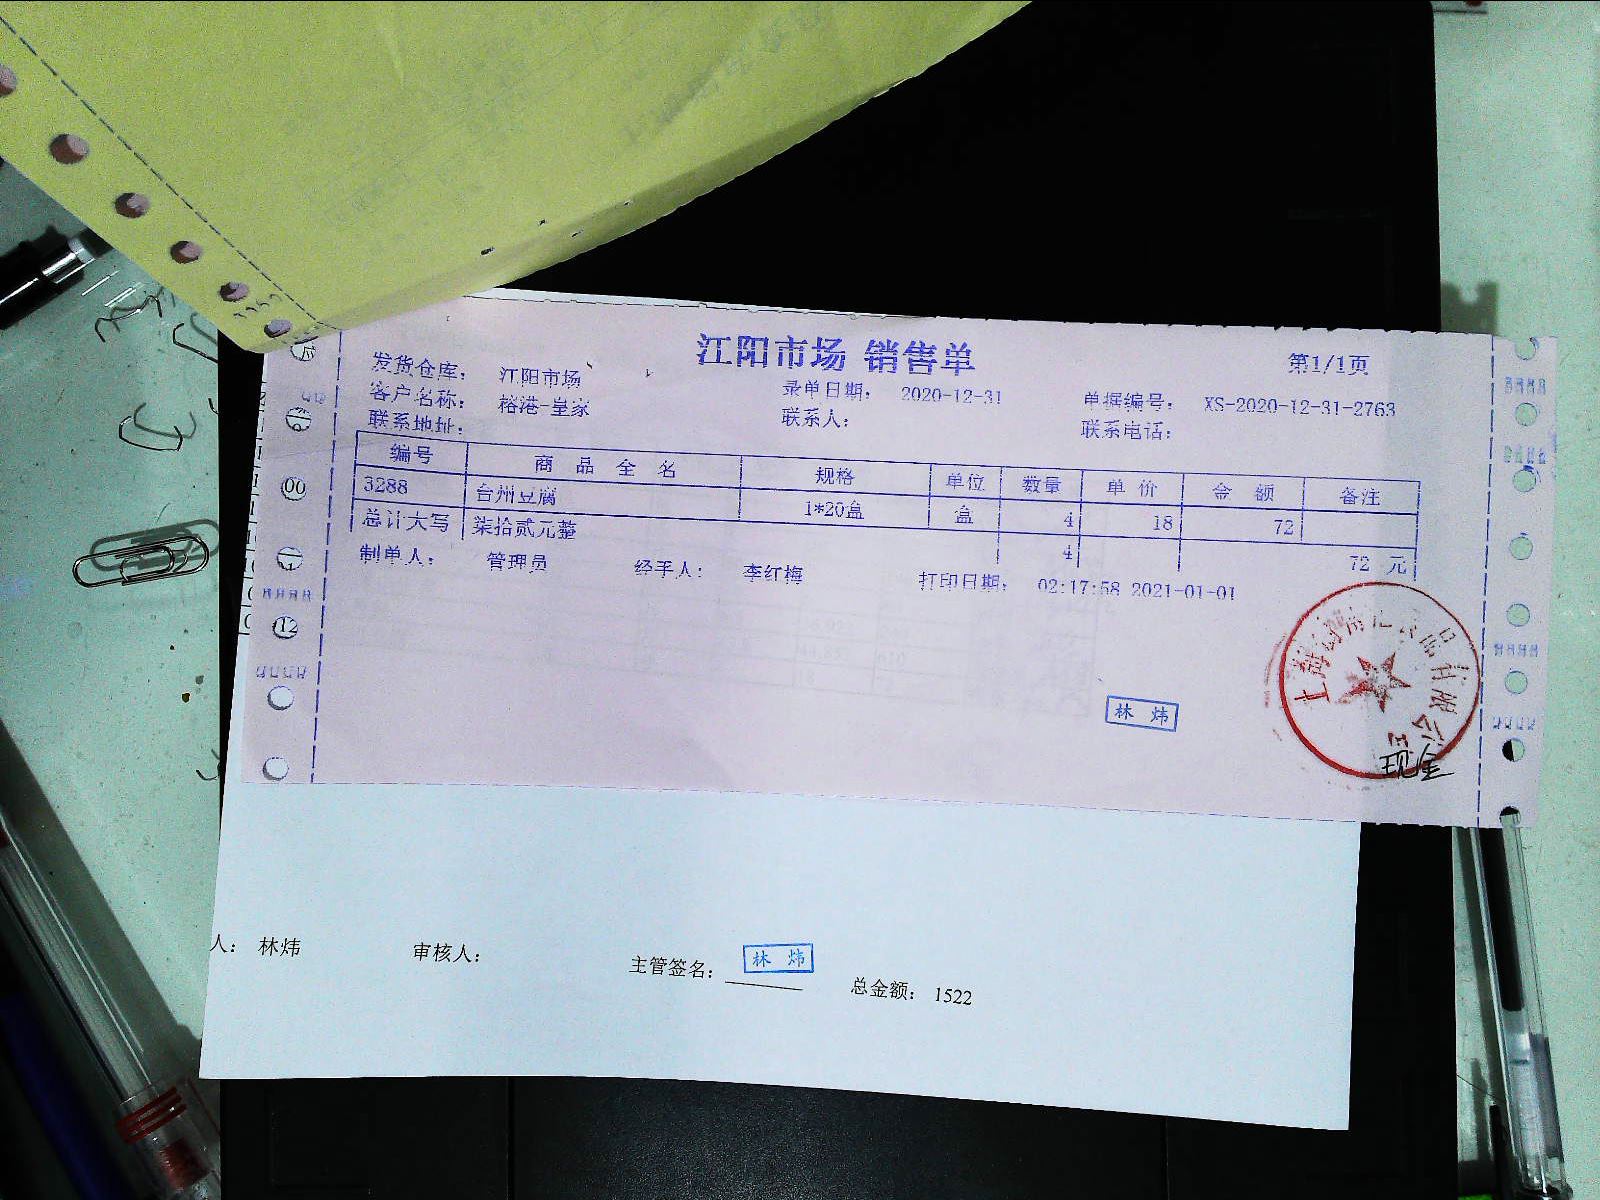 江阳市场 销售单
第1/1页
发货仓库： 江阳市场
录单日期： 2020-12-31
单据编号： XS-2020-12-31-2763
客户名称： 裕港-皇家
联系人：
联系电话：
联系地址：
编号 商品全名 规格 单位 数量 单价 金额 备注
3288 台州豆腐 1*20盒 盒 4 18 72
总计大写 柒拾贰元整 4 72 元
制单人： 管理员 经手人： 李红梅 打印日期： 02:17:58 2021-01-01
林 炜
现金
00
12
人： 林炜
审核人：
主管签名： 林 炜
总金额： 1522